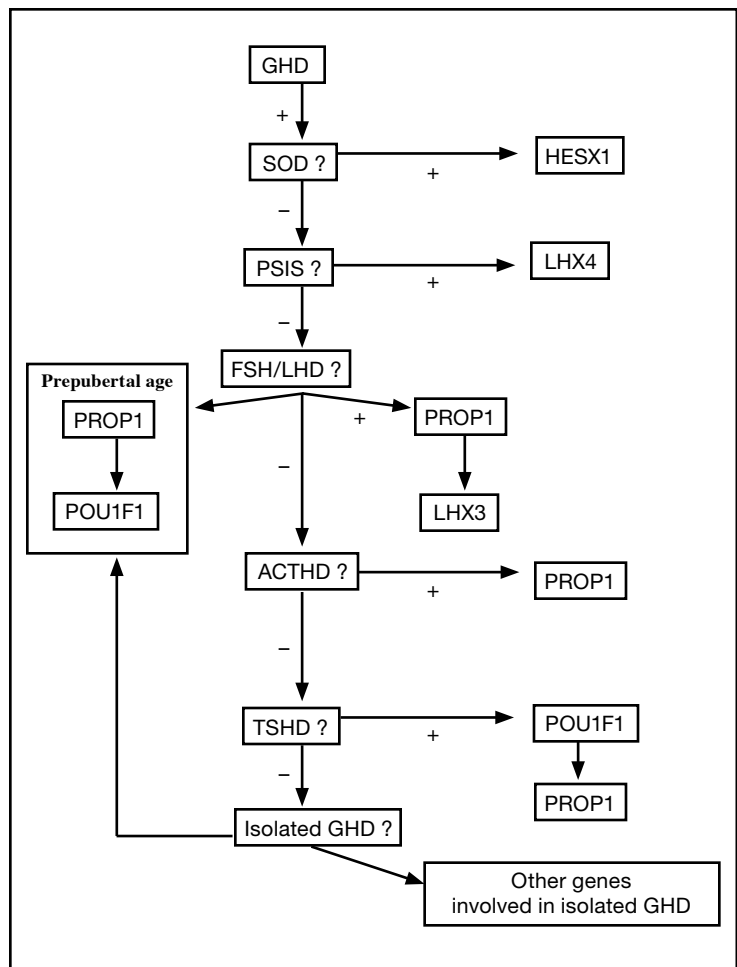 GHD
+
SOD ?
+
HESX1
–
PSIS ?
+
LHX4
–
FSH/LHD ?
Prepubertal age
PROP1
POU1F1
+
PROP1
LHX3
–
ACTHD ?
+
PROP1
–
TSHD ?
+
POU1F1
PROP1
–
Isolated GHD ?
Other genes
involved in isolated GHD